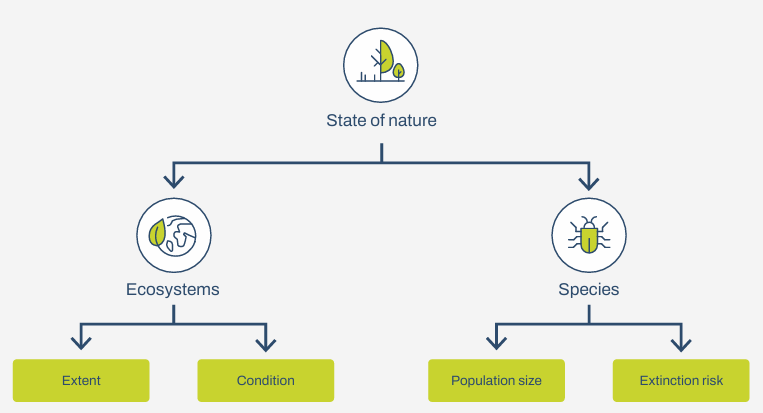 State of nature
Ecosystems
Species
Extent
Condition
Population size
Extinction risk